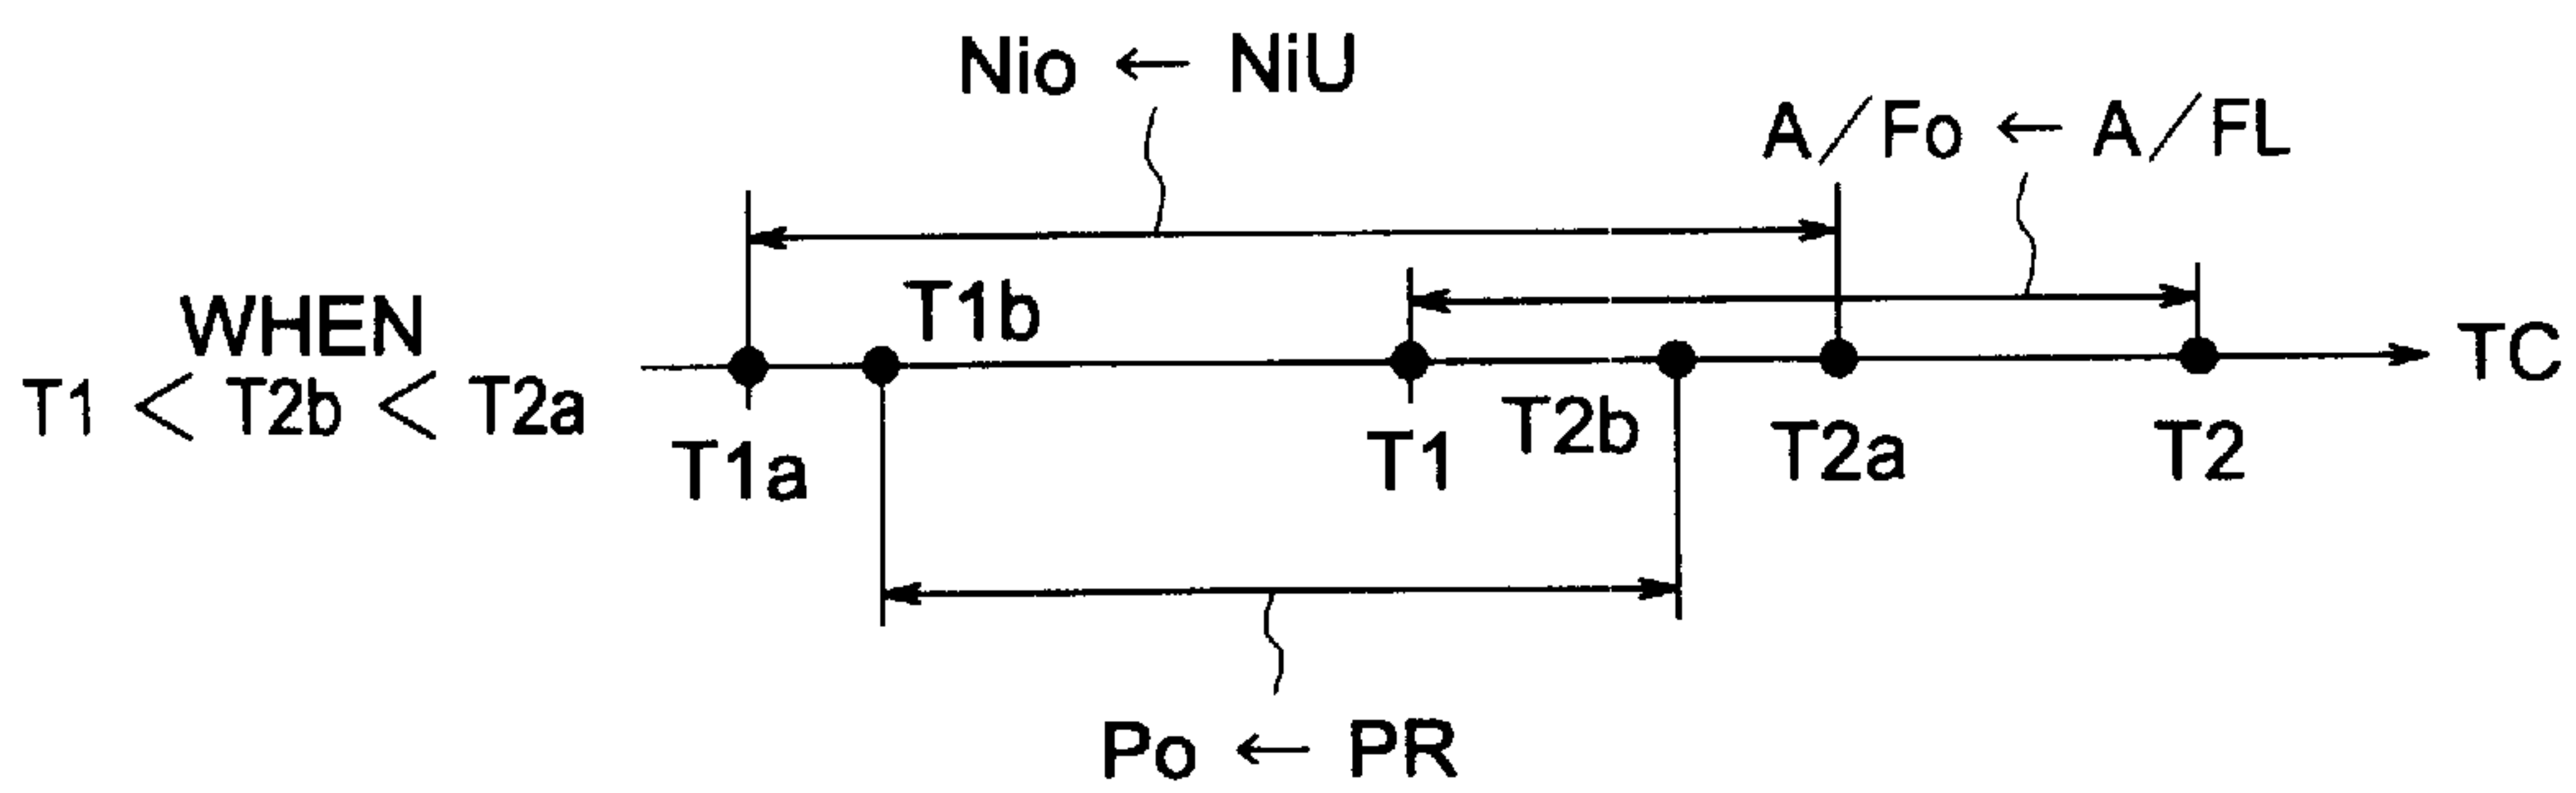 Nio ← NiU
A/Fo ← A/FL
WHEN
T1 < T2b < T2a
T1b
TC
T1a
T1
T2b
T2a
T2
Po ← PR